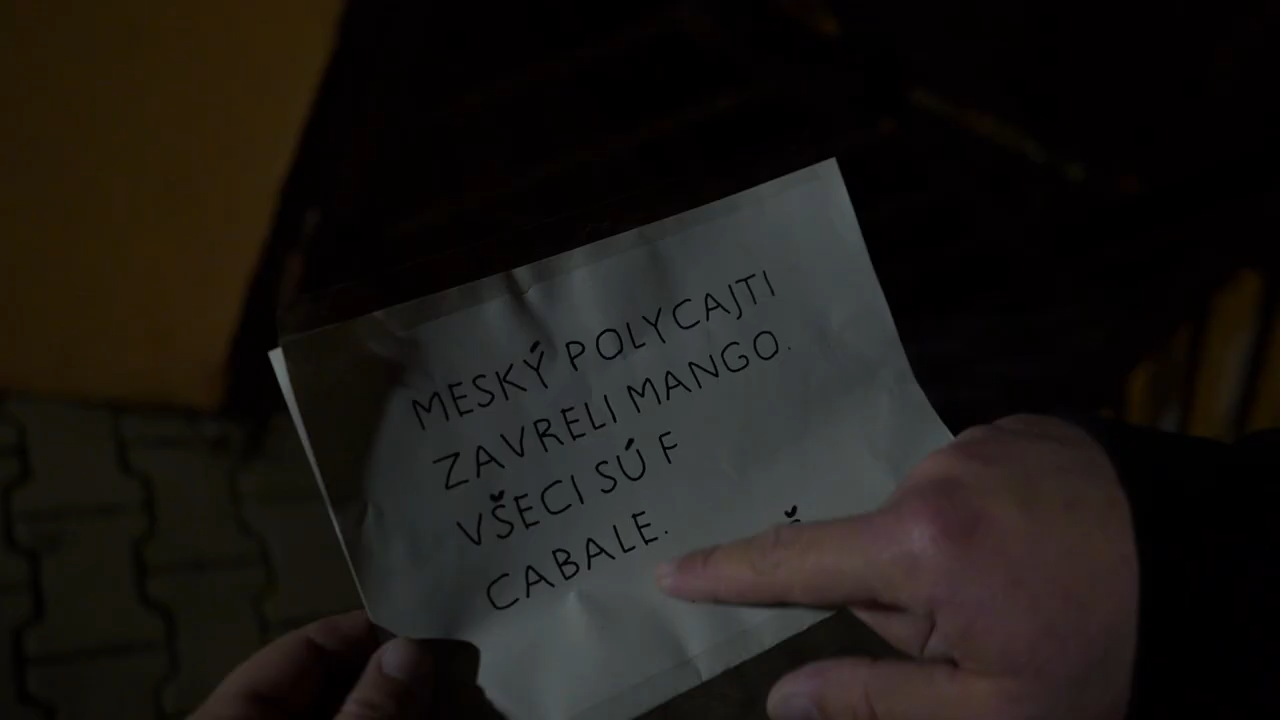 MESKÝ POLYCAJTI
ZAVRELI MANGO.
VŠECI SÚ F
CABALE.
Š